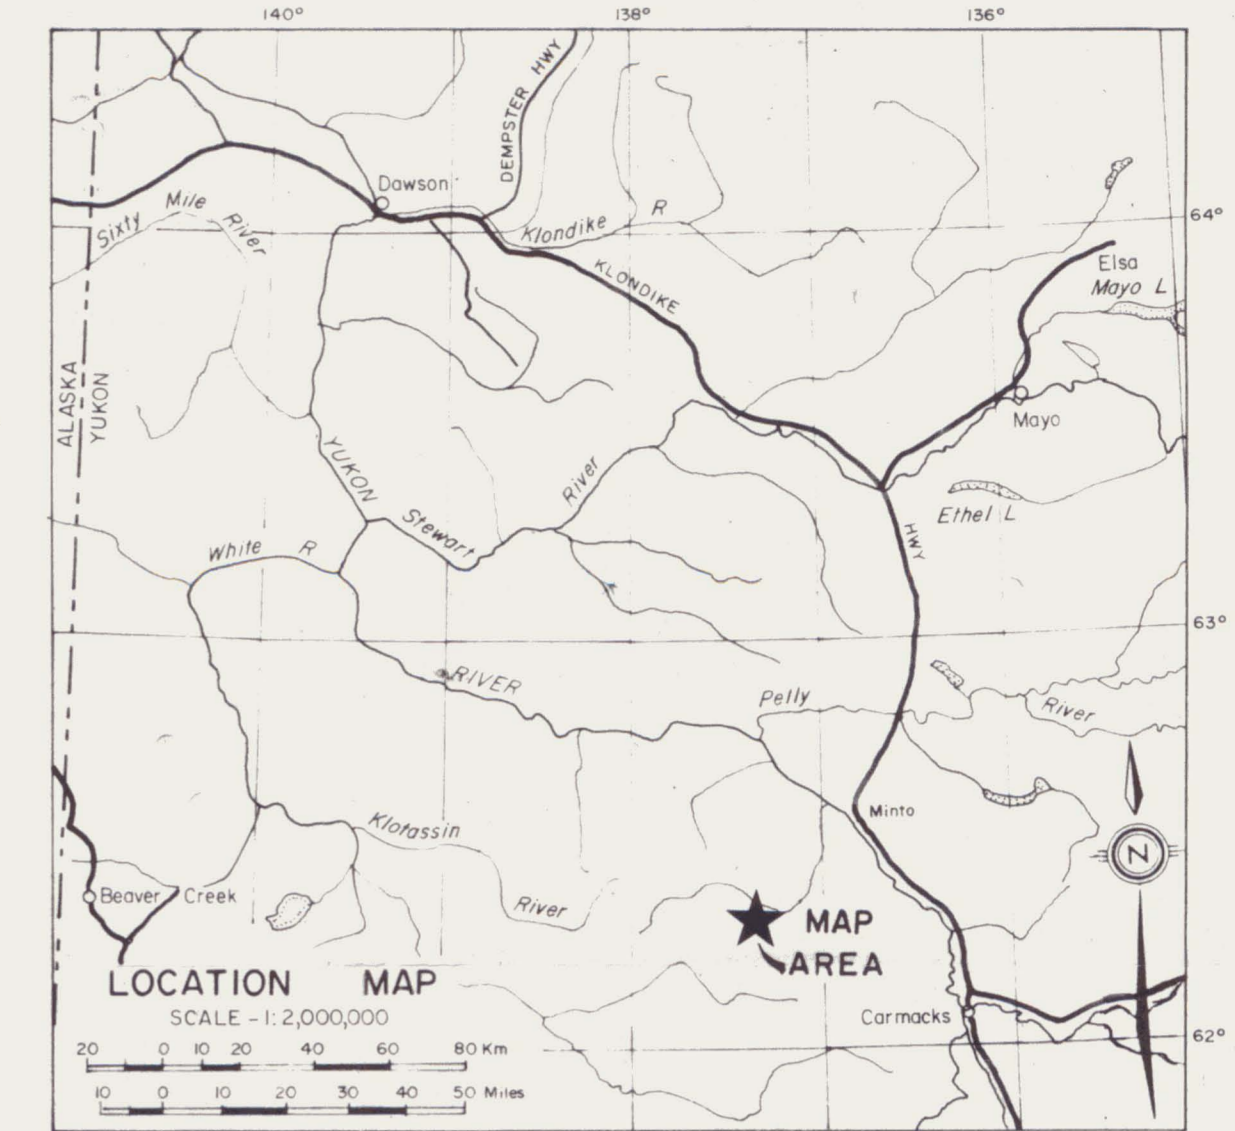 140° 138° 136°
DEMPSTER HWY
Dawson
Sixty Mile River
Klondike R
64°
KLONDIKE
Elsa
Mayo L
ALASKA
YUKON
Mayo
YUKON
River
Stewart
Ethel L
HWY
White R
63°
RIVER
Pelly
River
Minto
Klotassin
N
Beaver Creek
River
MAP
AREA
LOCATION MAP
SCALE - 1:2,000,000
Carmacks
62°
20 0 10 20 40 60 80 Km
10 0 10 20 30 40 50 Miles